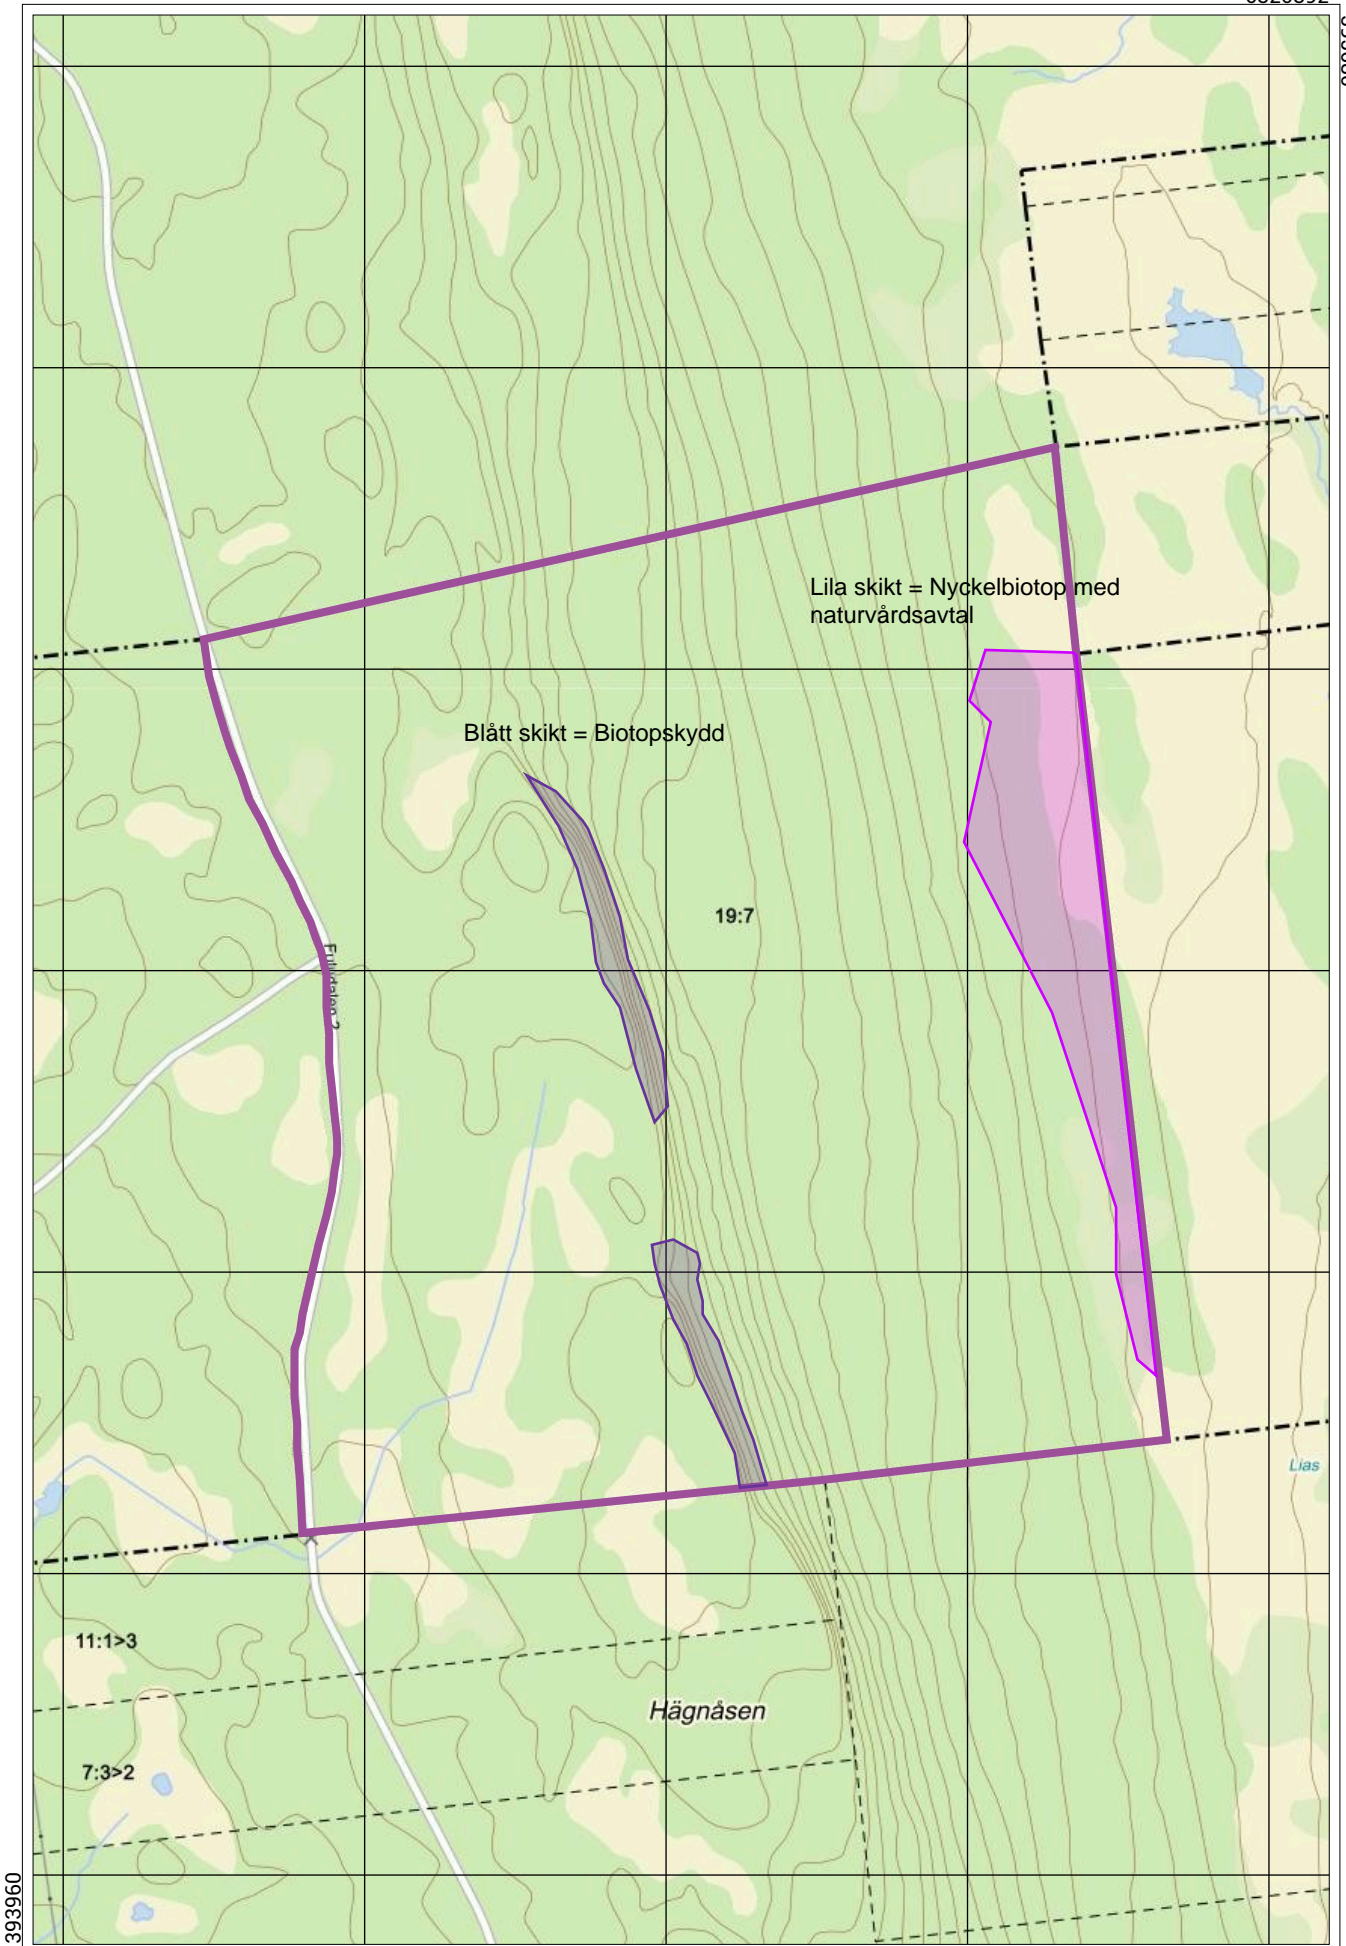 Lila skikt = Nyckelbiotop med
naturvårdsavtal
Blått skikt = Biotopskydd
19:7
Lias
11:1>3
Hägnåsen
7:3>2
393960